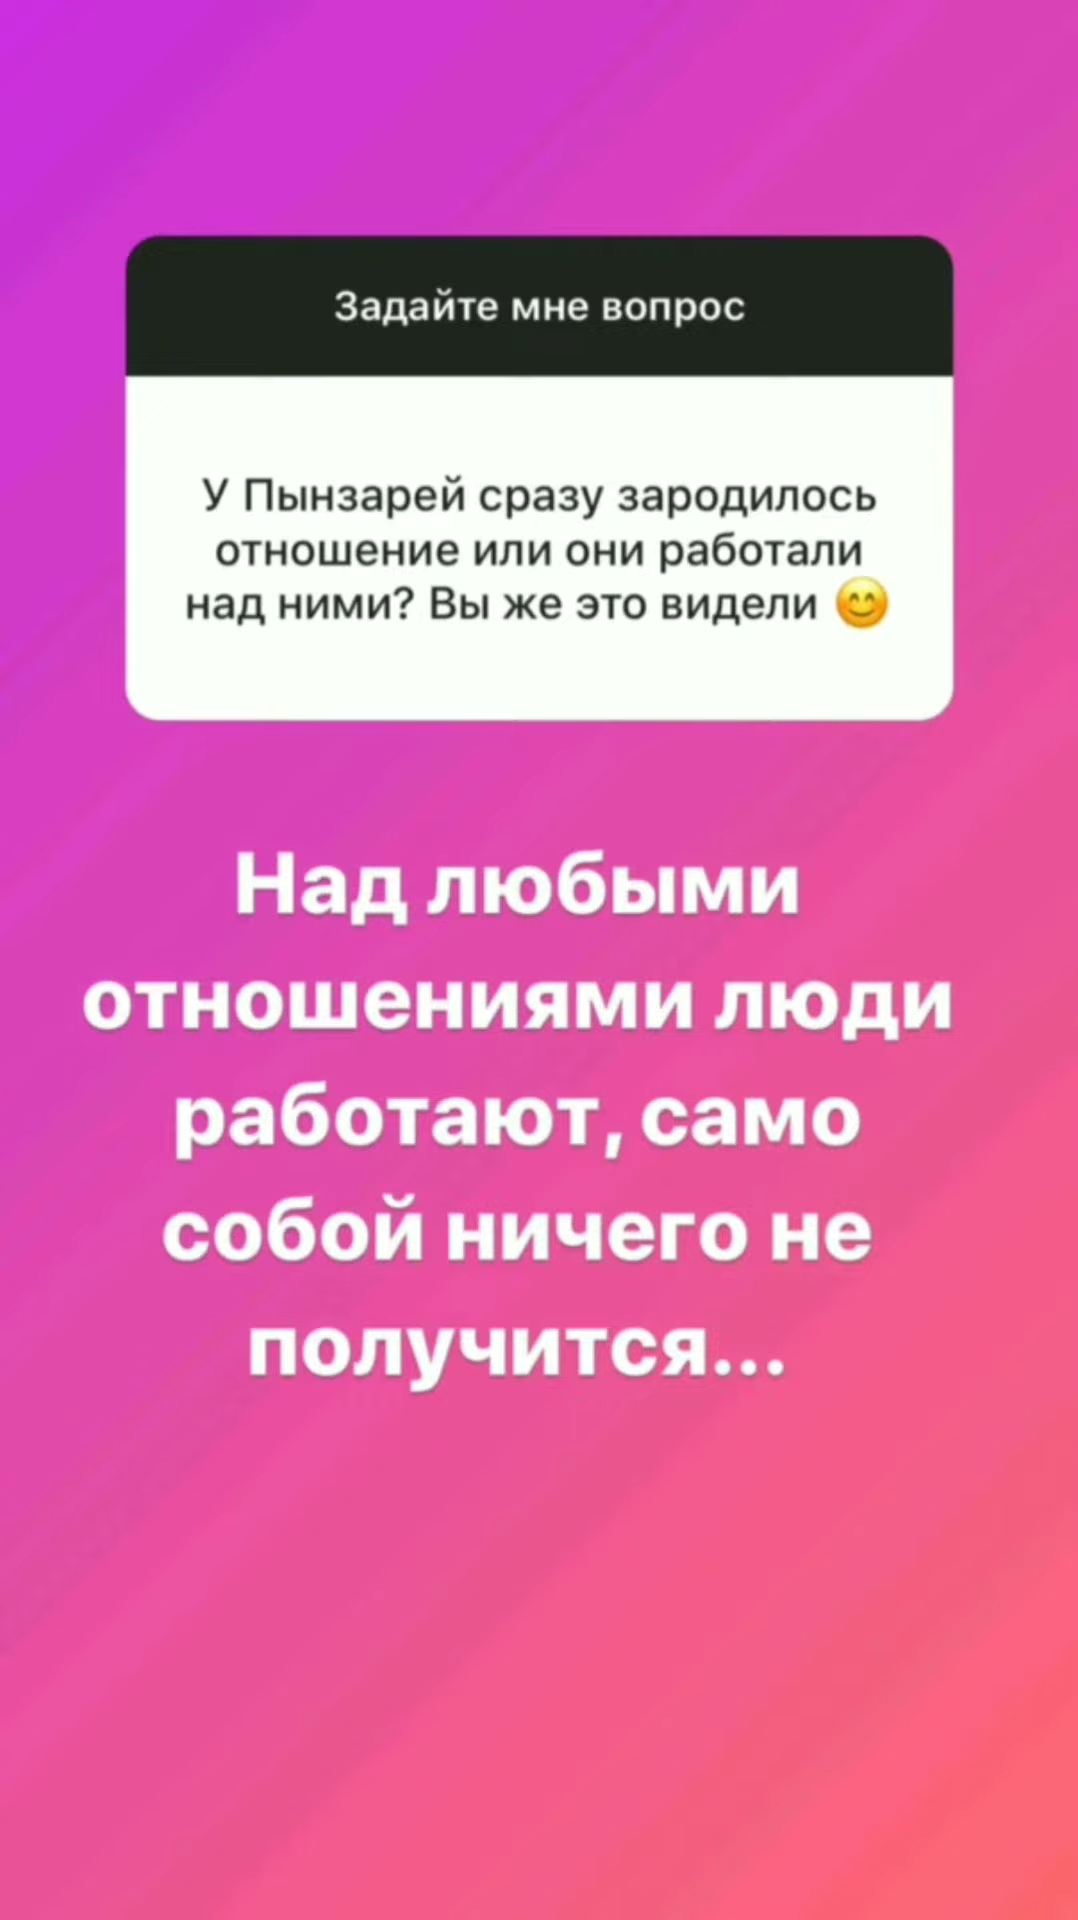 Задайте мне вопрос
У Пынзарей сразу зародилось
отношение или они работали
над ними? Вы же это видели 😊
Над любыми
отношениями люди
работают, само
собой ничего не
получится...